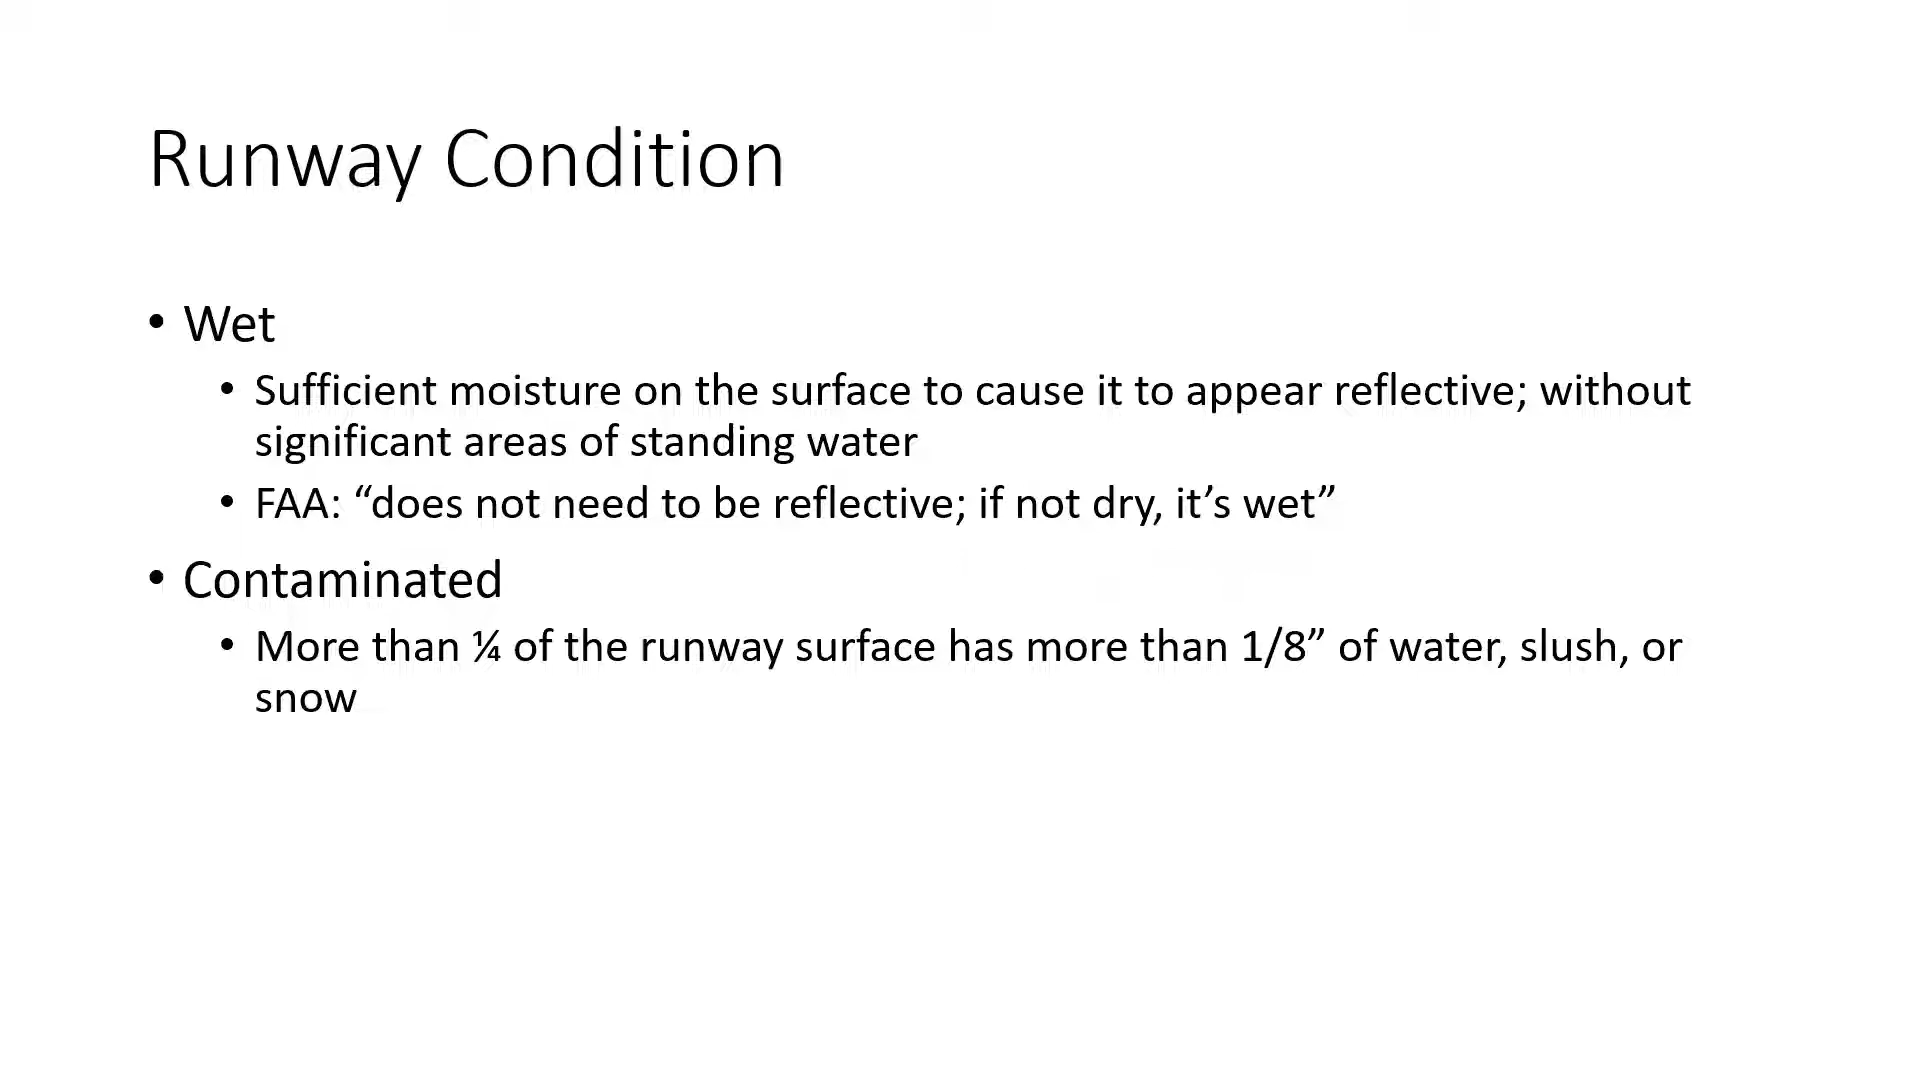 Runway Condition
• Wet
• Sufficient moisture on the surface to cause it to appear reflective; without
significant areas of standing water
• FAA: “does not need to be reflective; if not dry, it’s wet”
• Contaminated
• More than ¼ of the runway surface has more than 1/8” of water, slush, or
snow